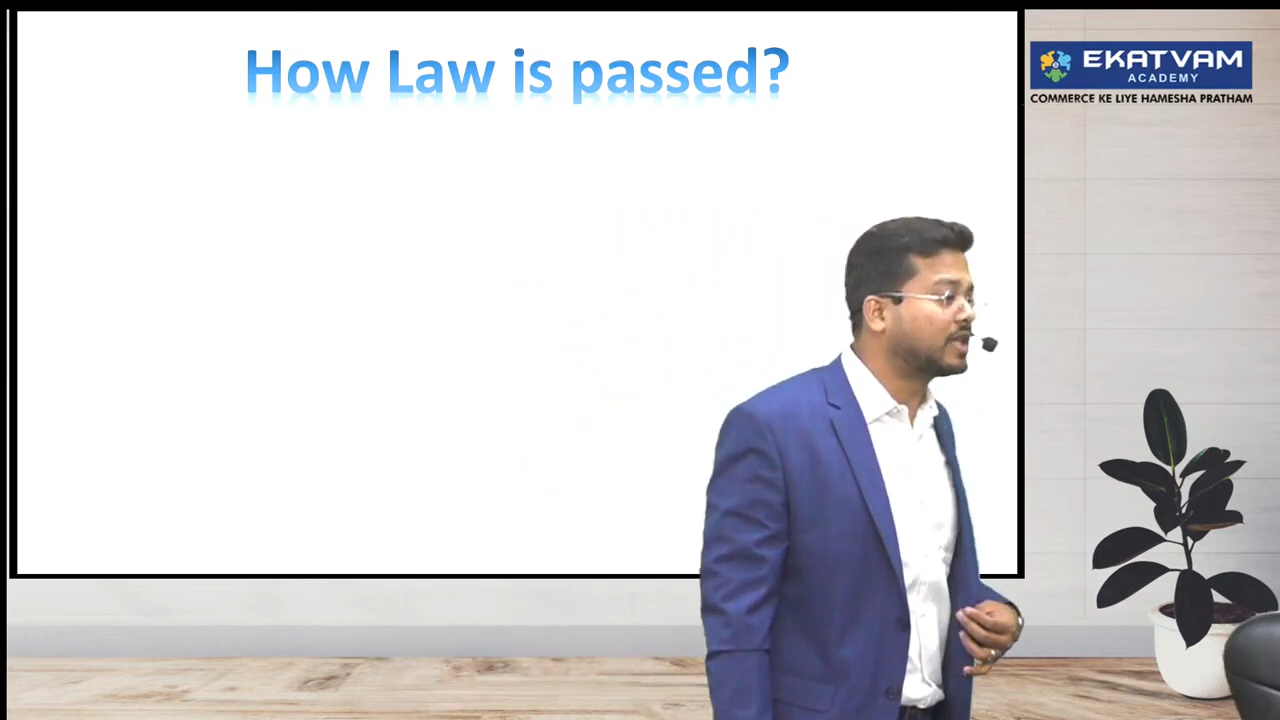 How Law is passed?
EKATVAM
ACADEMY
COMMERCE KE LIYE HAMESHA PRATHAM